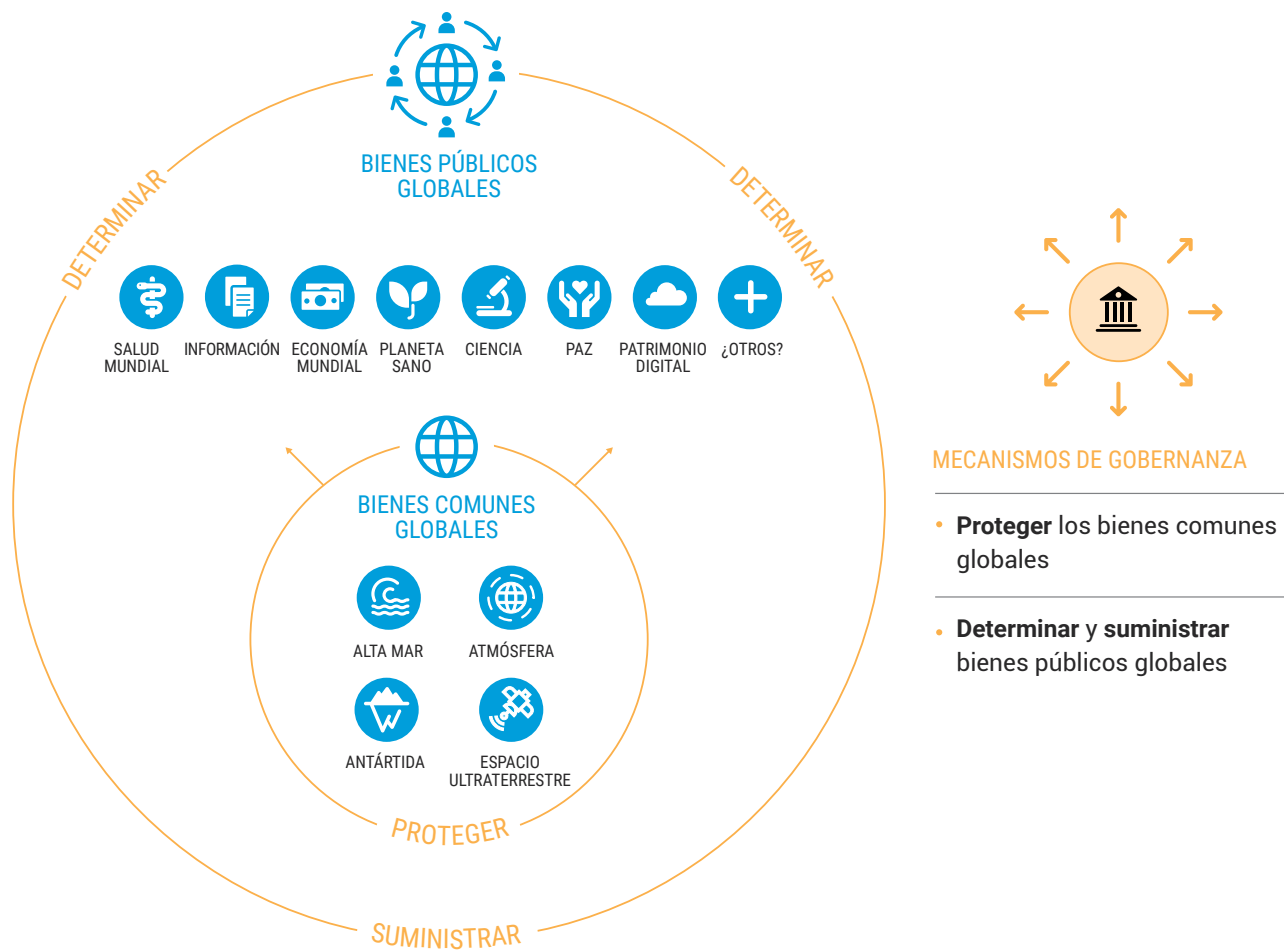 BIENES PÚBLICOS
GLOBALES
DETERMINAR
DETERMINAR
SALUD
MUNDIAL
INFORMACIÓN
ECONOMÍA
MUNDIAL
PLANETA
SANO
CIENCIA
PAZ
PATRIMONIO
DIGITAL
¿OTROS?
BIENES COMUNES
GLOBALES
ALTA MAR
ATMÓSFERA
ANTÁRTIDA
ESPACIO
ULTRATERRESTRE
PROTEGER
SUMINISTRAR
MECANISMOS DE GOBERNANZA
• Proteger los bienes comunes
globales
• Determinar y suministrar
bienes públicos globales